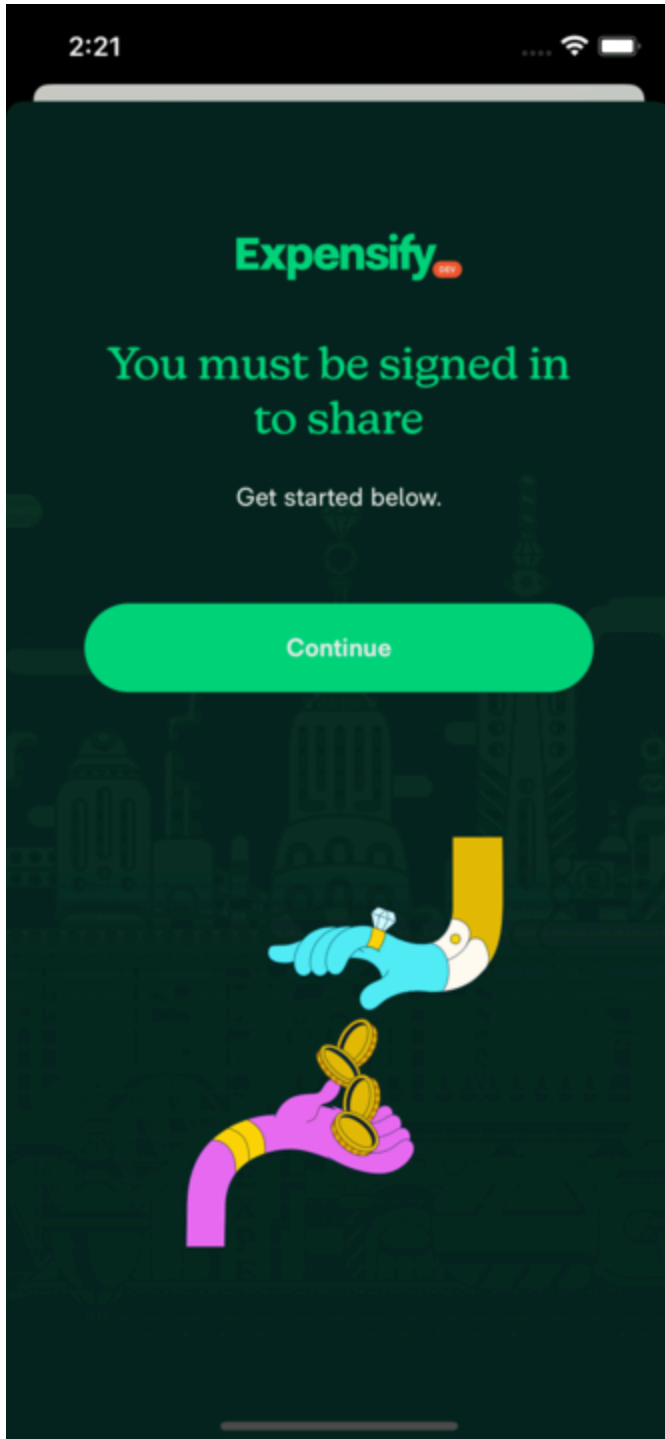 2:21
Expensify DEV
You must be signed in
to share
Get started below.
Continue